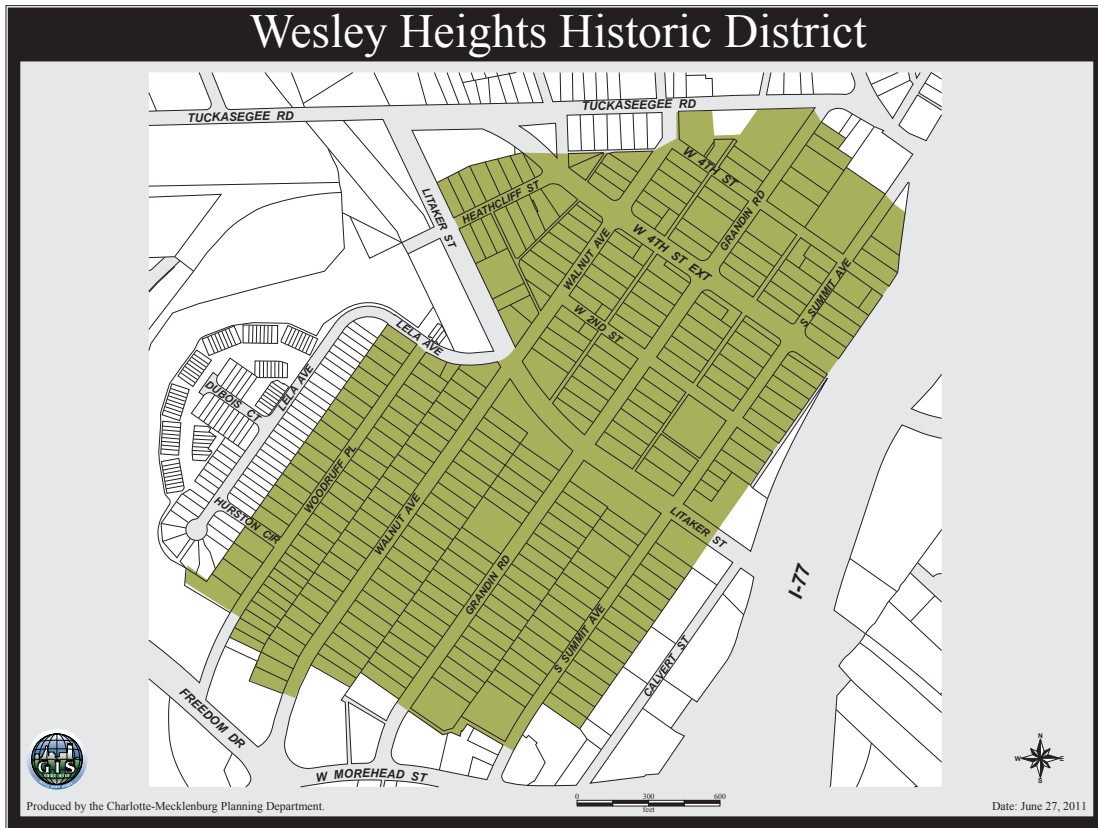 Wesley Heights Historic District
TUCKASEGEE RD
TUCKASEEGEE RD
W 4TH ST
HEATHCLIFF ST
LITAKER ST
GRANDIN RD
WALNUT AVE
W 4TH ST EXT
S SUMMIT AVE
W 2ND ST
LELA AVE
LELA AVE
DUBOIS CT
WOODRUFF PL
HURSTON CIR
WALNUT AVE
LITAKER ST
GRANDIN RD
I-77
S SUMMIT AVE
CALVERT ST
FREEDOM DR
W MOREHEAD ST
GIS
N
W E
S
0 300 600
feet
Produced by the Charlotte-Mecklenburg Planning Department.
Date: June 27, 2011